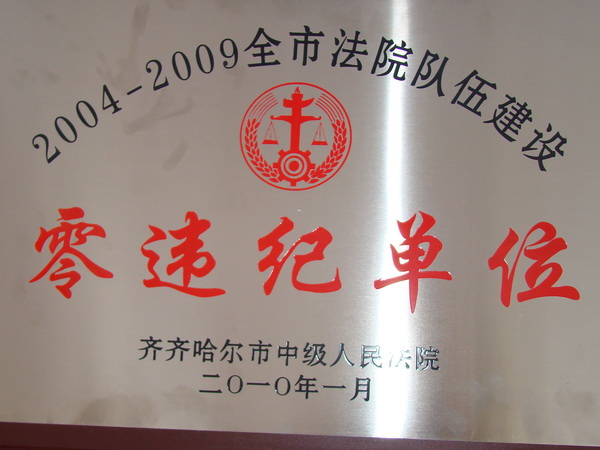 2004-2009全市法院队伍建设
零违纪单位
齐齐哈尔市中级人民法院
二〇一〇年一月